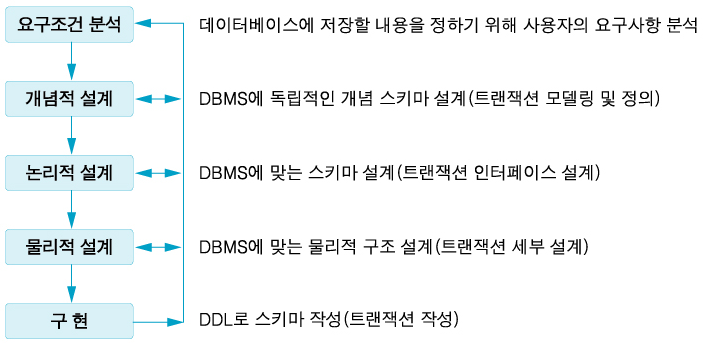 요구조건 분석 데이터베이스에 저장할 내용을 정하기 위해 사용자의 요구사항 분석
개념적 설계 DBMS에 독립적인 개념 스키마 설계(트랜잭션 모델링 및 정의)
논리적 설계 DBMS에 맞는 스키마 설계(트랜잭션 인터페이스 설계)
물리적 설계 DBMS에 맞는 물리적 구조 설계(트랜잭션 세부 설계)
구 현 DDL로 스키마 작성(트랜잭션 작성)